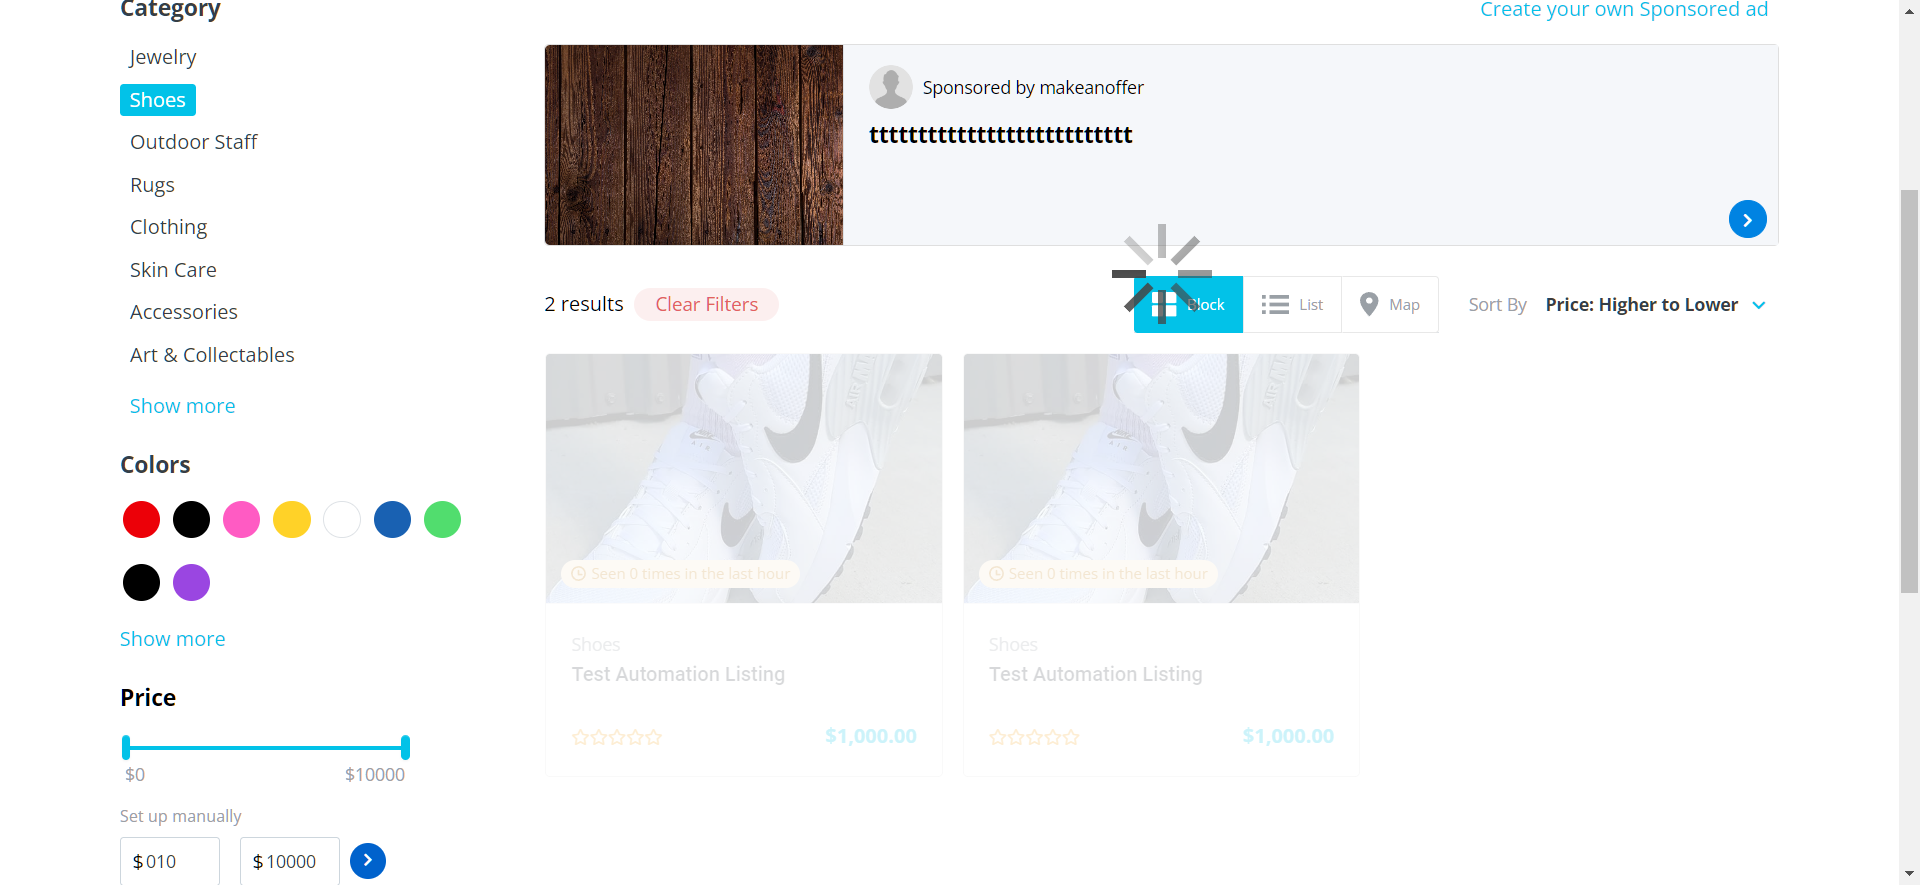 Category
Jewelry
Shoes
Outdoor Staff
Rugs
Clothing
Skin Care
Accessories
Art & Collectables
Show more
Colors
Show more
Price
$0 $10000
Set up manually
$ 010 $ 10000
Create your own Sponsored ad
Sponsored by makeanoffer
ttttttttttttttttttttttttttt
2 results Clear Filters Block List Map Sort By Price: Higher to Lower
Seen 0 times in the last hour
Shoes
Test Automation Listing
$1,000.00
Seen 0 times in the last hour
Shoes
Test Automation Listing
$1,000.00